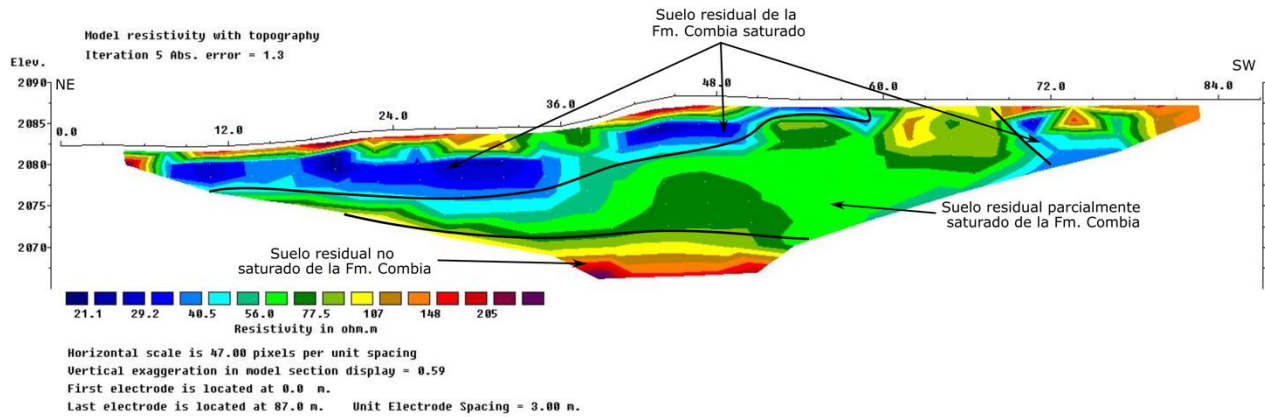 Suelo residual de la
Fm. Combia saturado
Model resistivity with topography
Iteration 5 Abs. error = 1.3
Elev.
2090
NE
SW
48.0
60.0
72.0
84.0
36.0
24.0
12.0
0.0
2085
2080
2075
2070
Suelo residual parcialmente
saturado de la Fm. Combia
Suelo residual no
saturado de la Fm. Combia
21.1 29.2 40.5 56.0 77.5 107 148 205
Resistivity in ohm.m
Horizontal scale is 47.00 pixels per unit spacing
Vertical exaggeration in model section display = 0.59
First electrode is located at 0.0 m.
Last electrode is located at 87.0 m. Unit Electrode Spacing = 3.00 m.